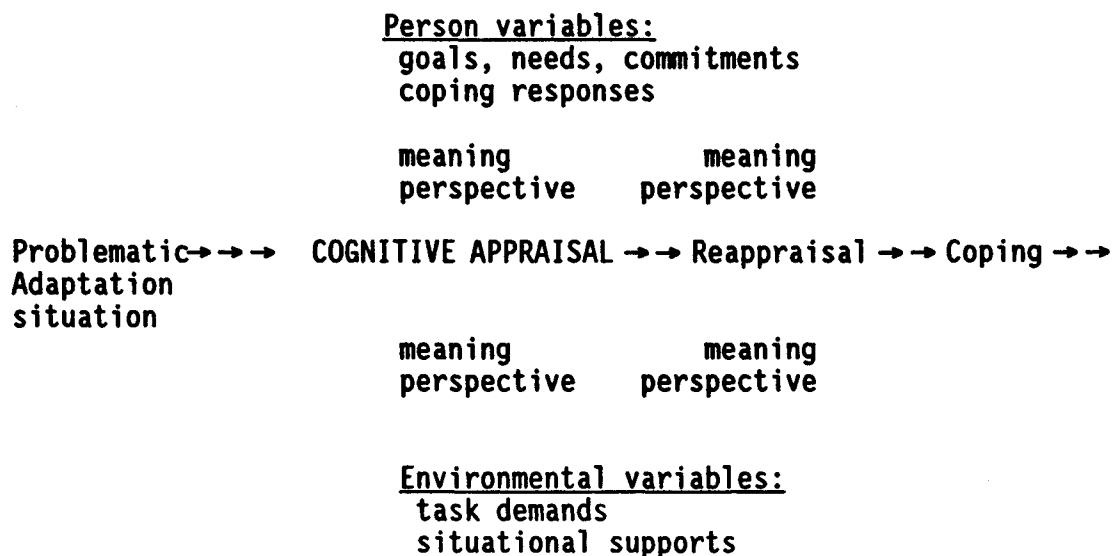 Person variables:
goals, needs, commitments
coping responses
meaning meaning
perspective perspective
Problematic→→→ COGNITIVE APPRAISAL →→ Reappraisal →→ Coping →→
Adaptation
situation
meaning meaning
perspective perspective
Environmental variables:
task demands
situational supports